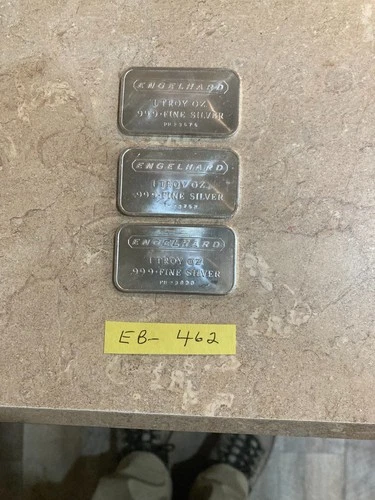 ENGELHARD
1 TROY OZ
999+FINE SILVER
ENGELHARD
1 TROY OZ
999+FINE SILVER
ENGELHARD
1 TROY OZ
999+FINE SILVER
EB- 462